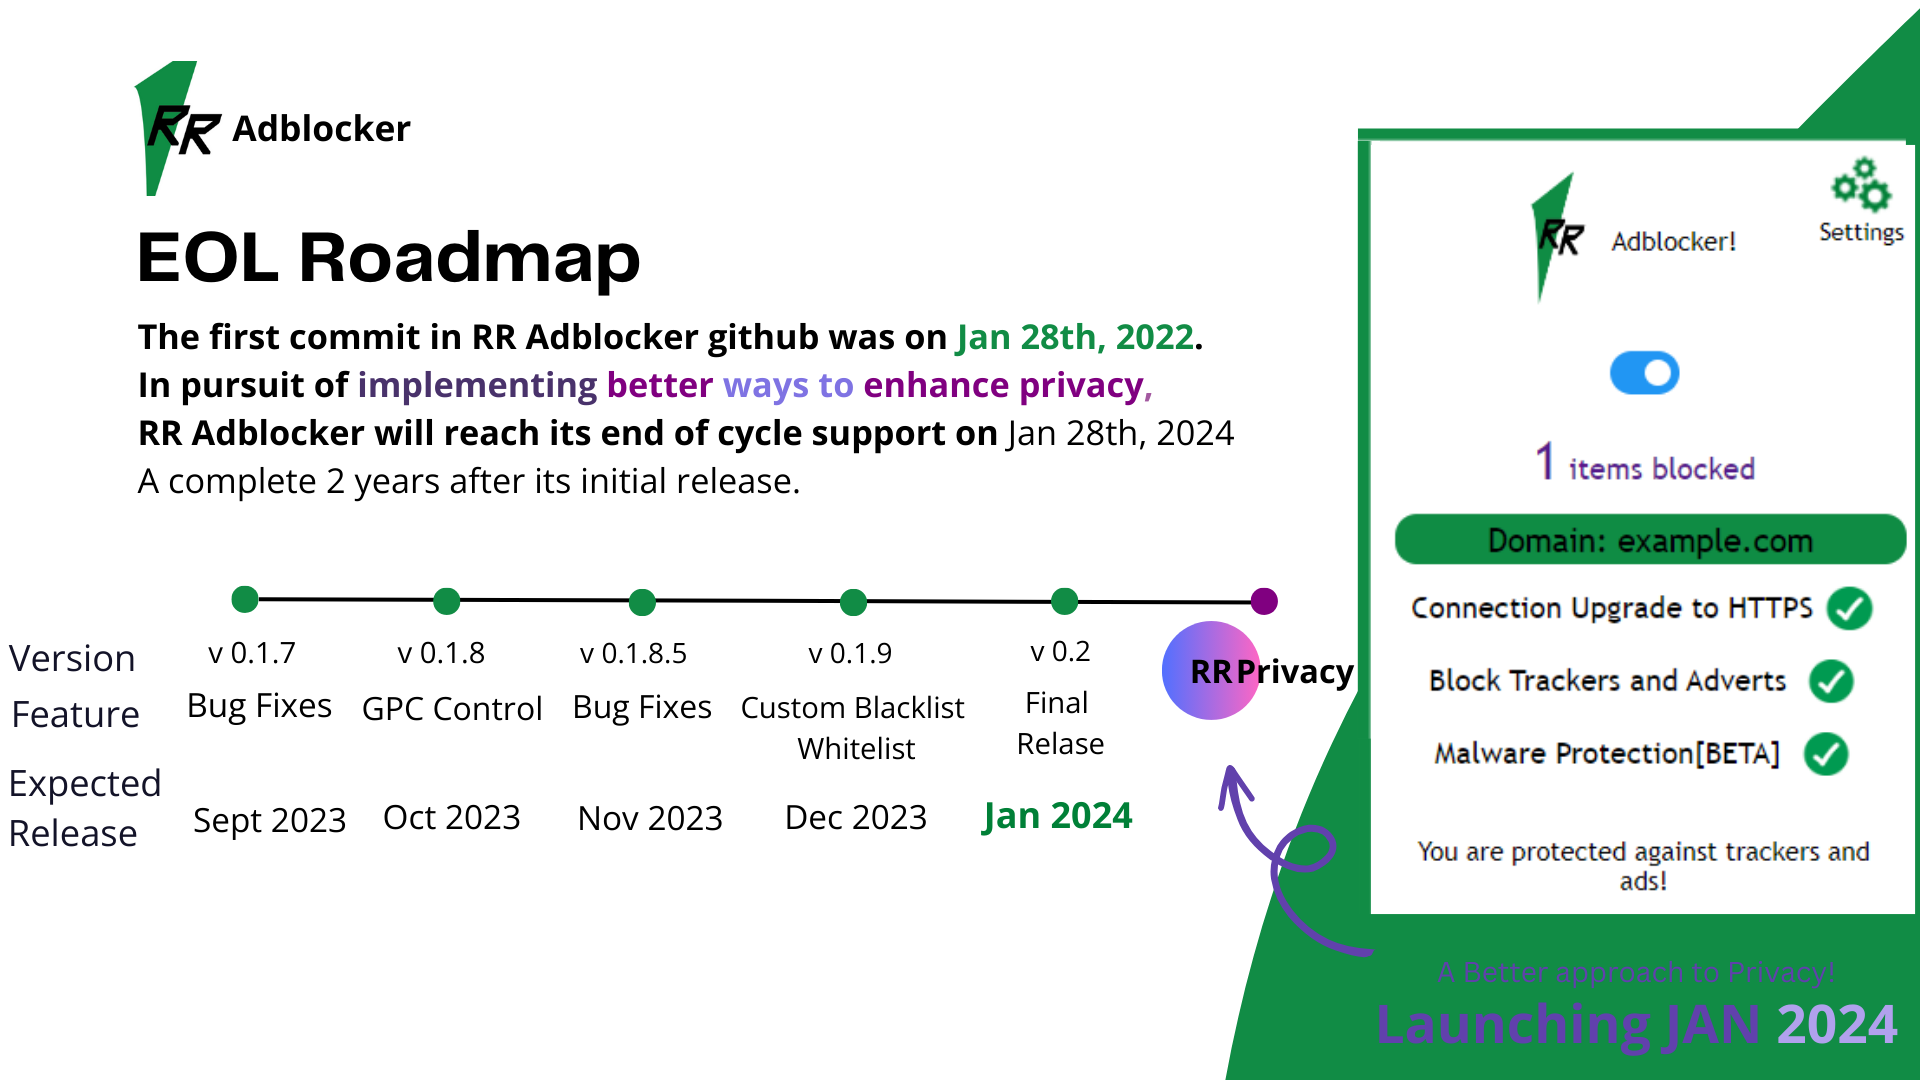 RR Adblocker
EOL Roadmap
The first commit in RR Adblocker github was on Jan 28th, 2022.
In pursuit of implementing better ways to enhance privacy,
RR Adblocker will reach its end of cycle support on Jan 28th, 2024
A complete 2 years after its initial release.
Version
v 0.1.7
v 0.1.8
v 0.1.8.5
v 0.1.9
v 0.2
RR Privacy
Feature
Bug Fixes
GPC Control
Bug Fixes
Custom Blacklist
Whitelist
Final
Relase
Expected
Release
Sept 2023
Oct 2023
Nov 2023
Dec 2023
Jan 2024
RR Adblocker!
Settings
1 items blocked
Domain: example.com
Connection Upgrade to HTTPS
Block Trackers and Adverts
Malware Protection[BETA]
You are protected against trackers and
ads!
A Better approach to Privacy!
Launching JAN 2024